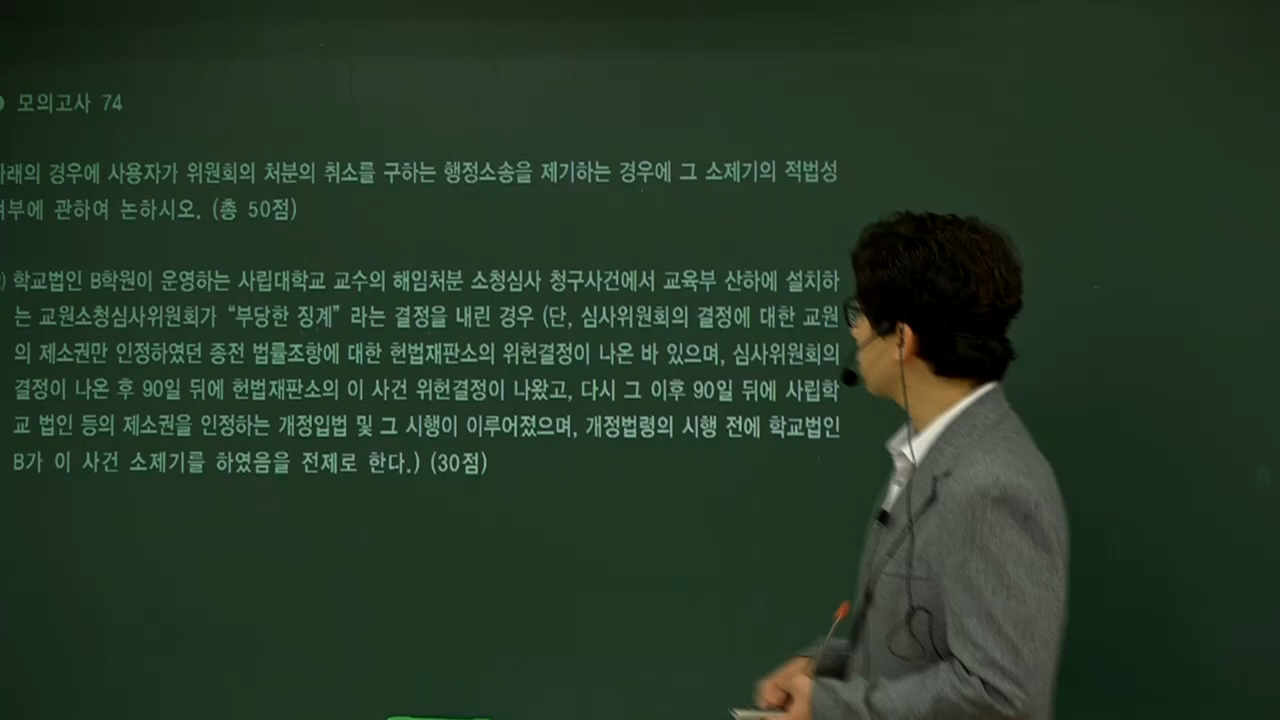 모의고사 74
아래의 경우에 사용자가 위원회의 처분의 취소를 구하는 행정소송을 제기하는 경우에 그 소제기의 적법성
여부에 관하여 논하시오. (총 50점)
) 학교법인 B학원이 운영하는 사립대학교 교수의 해임처분 소청심사 청구사건에서 교육부 산하에 설치하
는 교원소청심사위원회가 “부당한 징계” 라는 결정을 내린 경우 (단, 심사위원회의 결정에 대한 교원
의 제소권만 인정하였던 종전 법률조항에 대한 헌법재판소의 위헌결정이 나온 바 있으며, 심사위원회의
결정이 나온 후 90일 뒤에 헌법재판소의 이 사건 위헌결정이 나왔고, 다시 그 이후 90일 뒤에 사립학
교 법인 등의 제소권을 인정하는 개정입법 및 그 시행이 이루어졌으며, 개정법령의 시행 전에 학교법인
B가 이 사건 소제기를 하였음을 전제로 한다.) (30점)